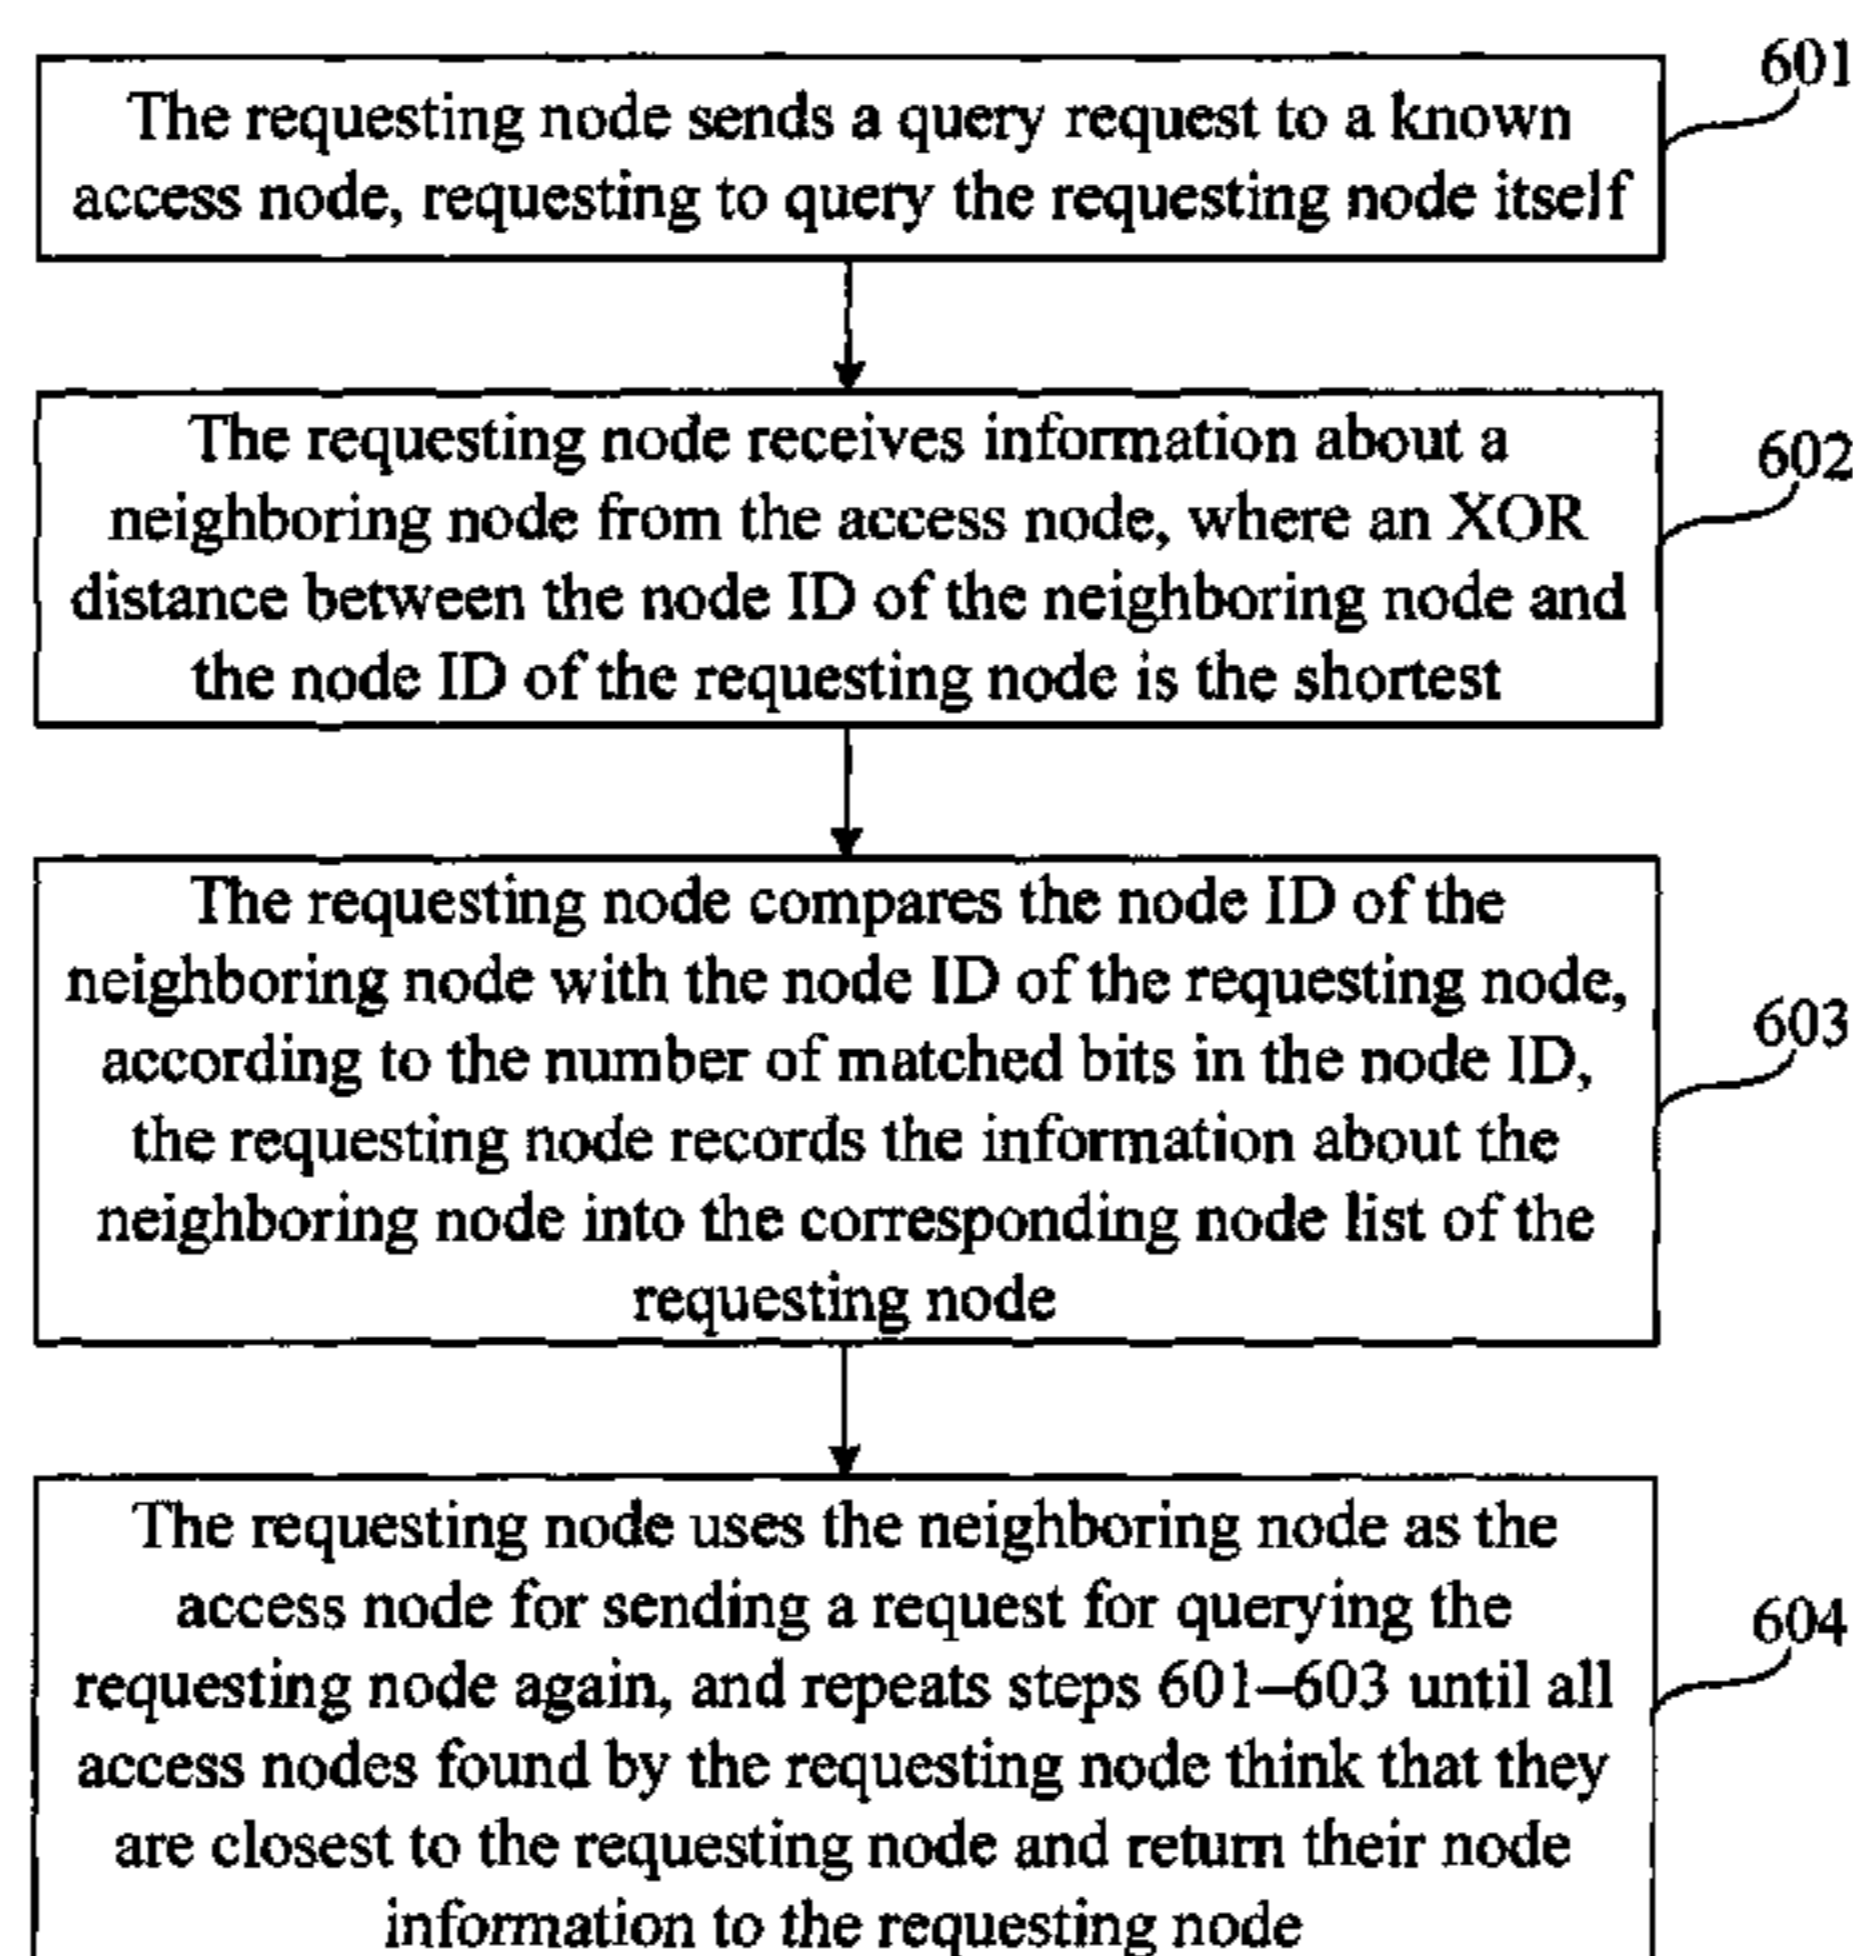 601
The requesting node sends a query request to a known
access node, requesting to query the requesting node itself
The requesting node receives information about a
602
neighboring node from the access node, where an XOR
distance between the node ID of the neighboring node and
the node ID of the requesting node is the shortest
The requesting node compares the node ID of the
neighboring node with the node ID of the requesting node,
603
according to the number of matched bits in the node ID,
the requesting node records the information about the
neighboring node into the corresponding node list of the
requesting node
The requesting node uses the neighboring node as the
access node for sending a request for querying the
604
requesting node again, and repeats steps 601–603 until all
access nodes found by the requesting node think that they
are closest to the requesting node and return their node
information to the requesting node